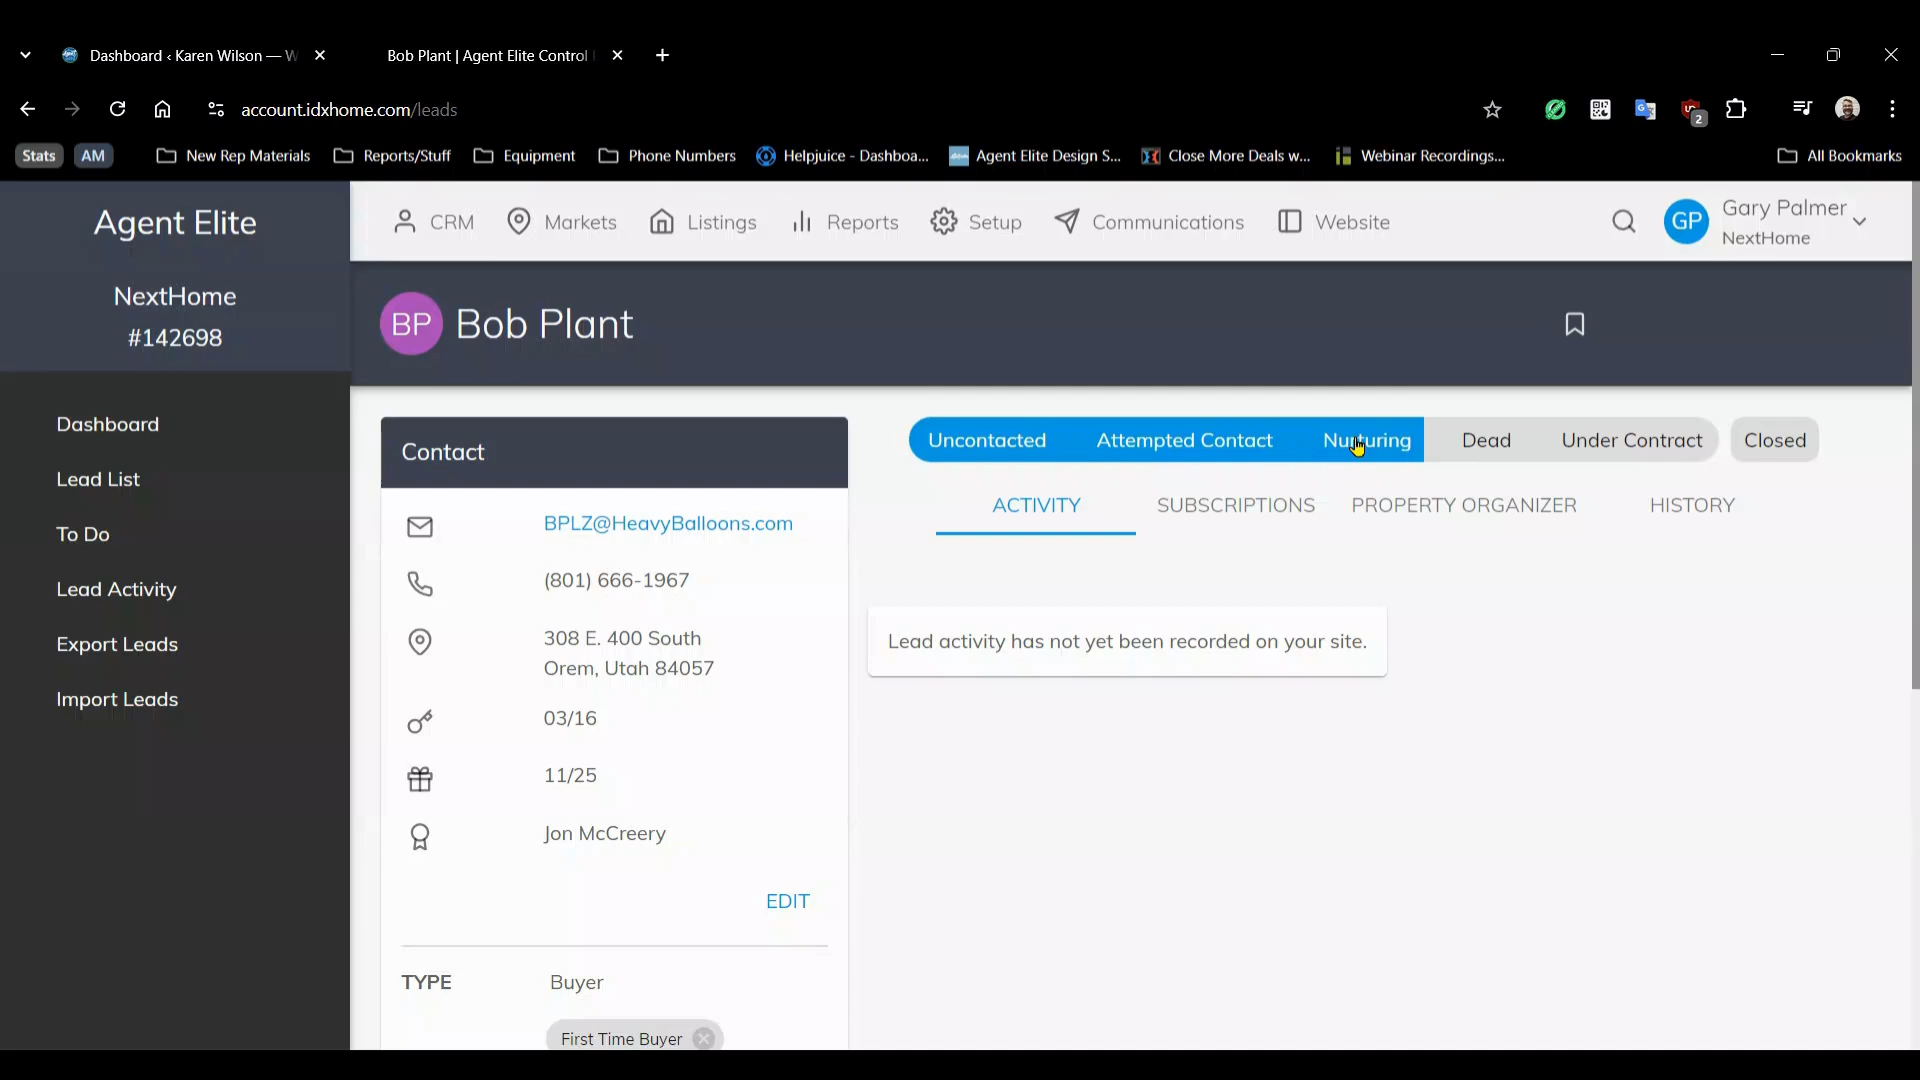 Dashboard ‹ Karen Wilson — W
Bob Plant | Agent Elite Control
account.idxhome.com/leads
2
Stats
AM
New Rep Materials
Reports/Stuff
Equipment
Phone Numbers
Helpjuice - Dashboa...
Agent Elite Design S...
Close More Deals w...
Webinar Recordings...
All Bookmarks
Agent Elite
CRM
Markets
Listings
Reports
Setup
Communications
Website
GP
Gary Palmer
NextHome
NextHome
#142698
BP
Bob Plant
Dashboard
Lead List
To Do
Lead Activity
Export Leads
Import Leads
Contact
BPLZ@HeavyBalloons.com
(801) 666-1967
308 E. 400 South
Orem, Utah 84057
03/16
11/25
Jon McCreery
EDIT
TYPE
Buyer
First Time Buyer
Uncontacted
Attempted Contact
Nurturing
Dead
Under Contract
Closed
ACTIVITY
SUBSCRIPTIONS
PROPERTY ORGANIZER
HISTORY
Lead activity has not yet been recorded on your site.